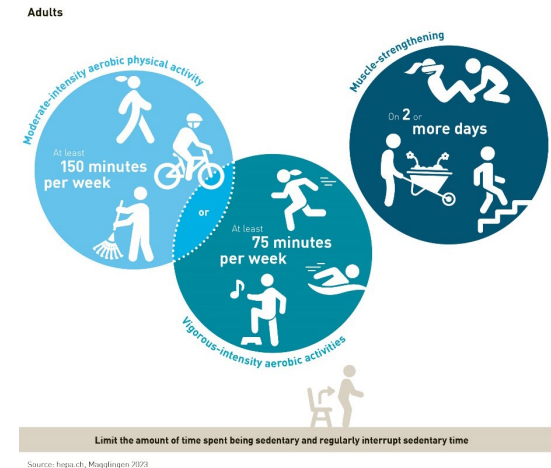 Adults
Moderate-intensity aerobic physical activity
At least
150 minutes
per week
or
At least
75 minutes
per week
Vigorous-intensity aerobic activities
Muscle-strengthening
On 2 or
more days
Limit the amount of time spent being sedentary and regularly interrupt sedentary time
Source: hepa.ch, Magglingen 2023